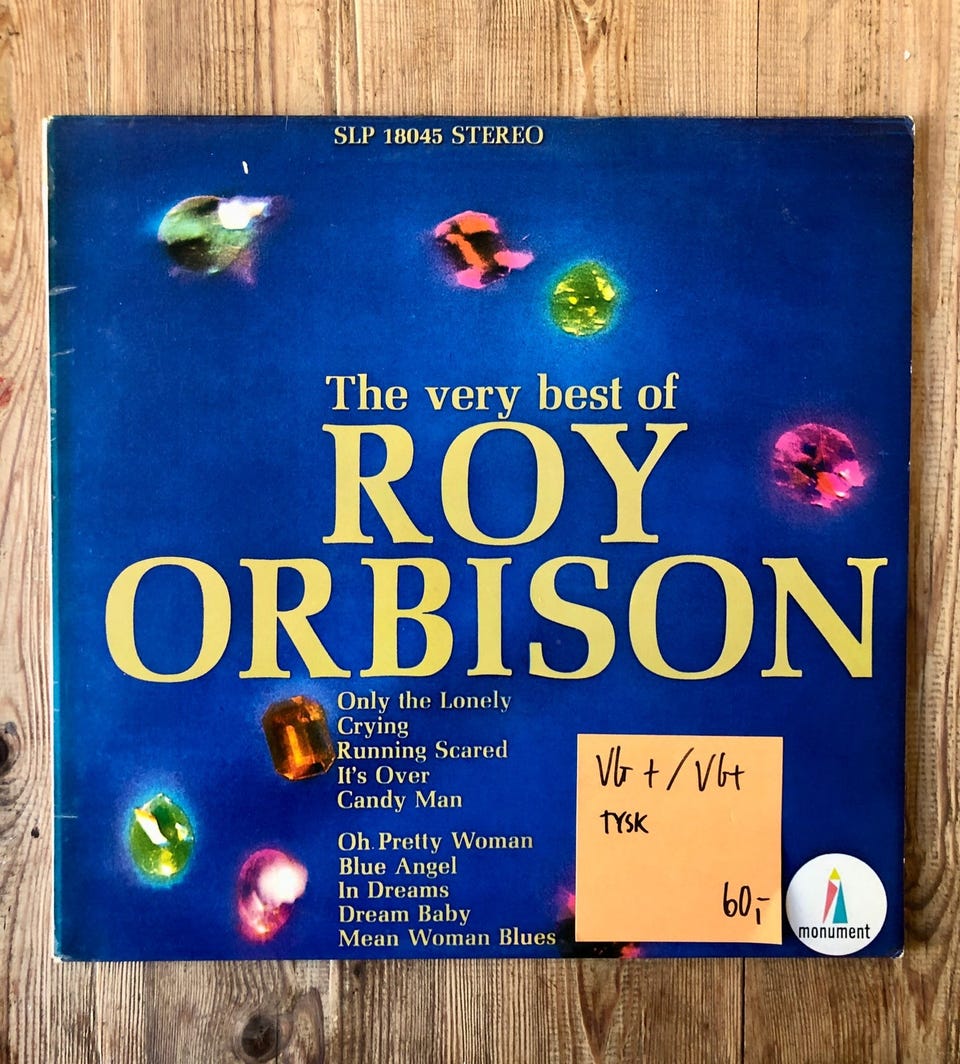 SLP 18045 STEREO
The very best of
ROY
ORBISON
Only the Lonely
Crying
Running Scared
It's Over
Candy Man
Oh Pretty Woman
Blue Angel
In Dreams
Dream Baby
Mean Woman Blues
VG+/VG+
TYSK
60,-
monument